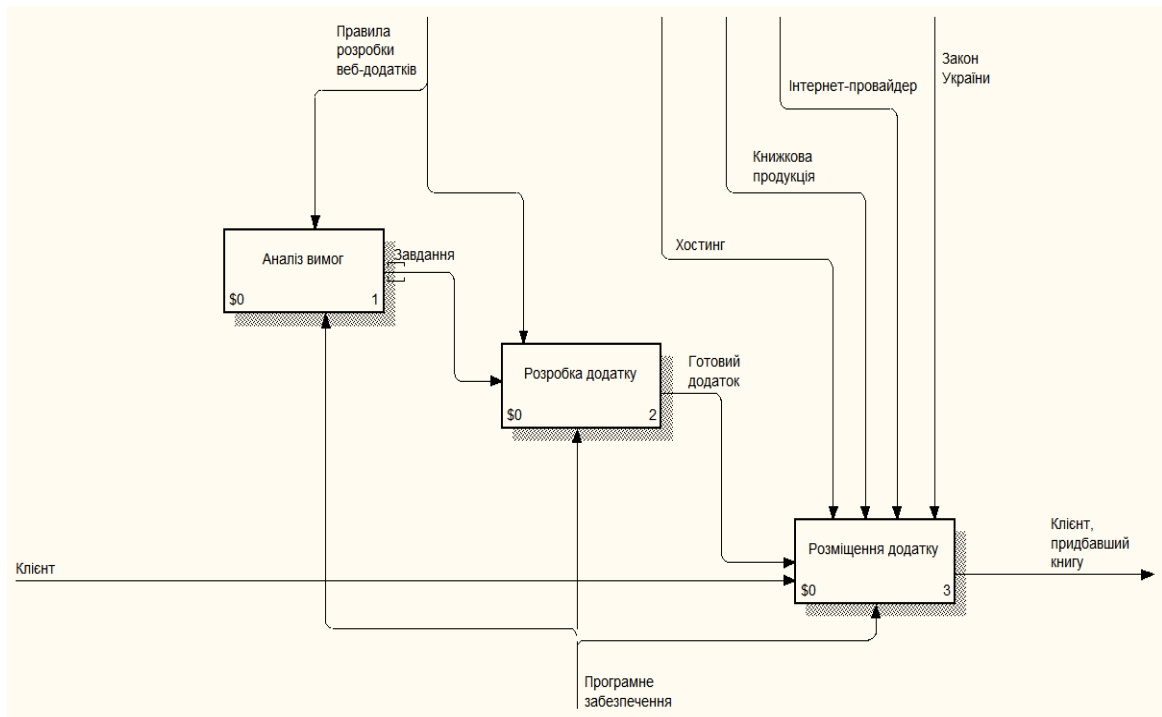 Правила
розробки
веб-додатків
Закон
України
Інтернет-провайдер
Книжкова
продукція
Хостинг
Завдання
Аналіз вимог
$0 1
Готовий
додаток
Розробка додатку
$0 2
Клієнт,
придбавший
книгу
Розміщення додатку
$0 3
Клієнт
Програмне
забезпечення